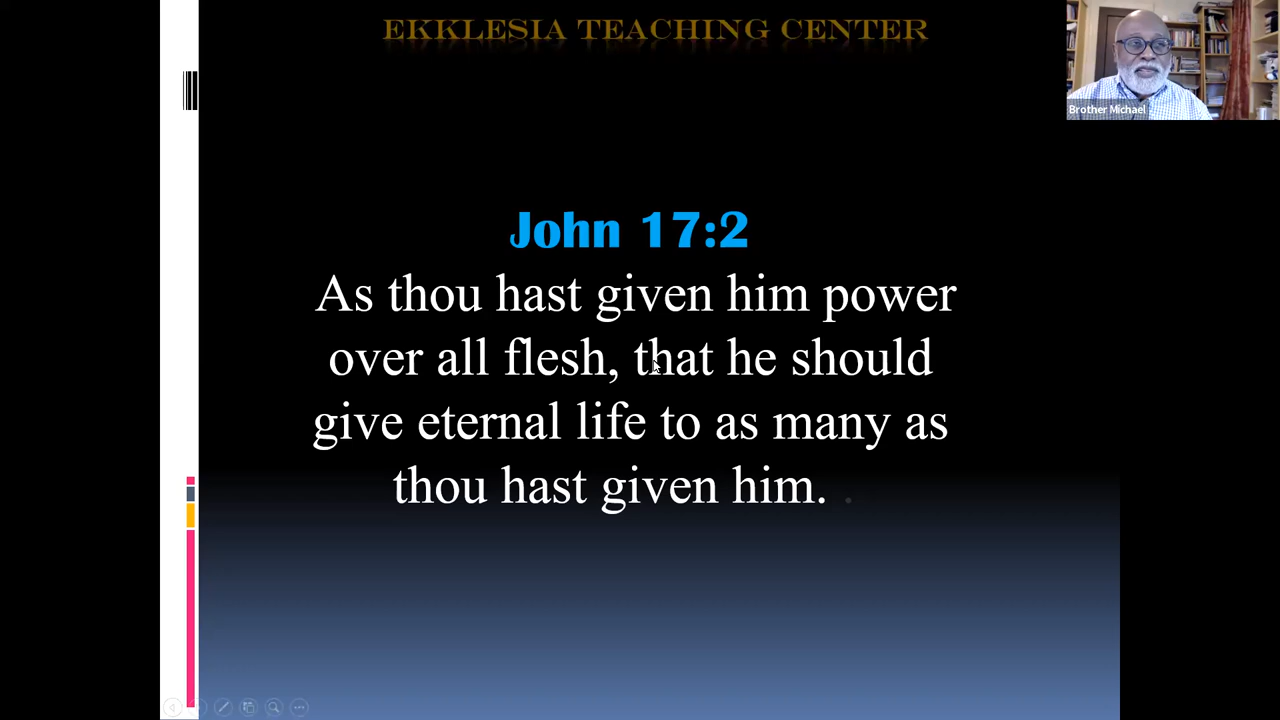 EKKLESIA TEACHING CENTER
Brother Michael
John 17:2
As thou hast given him power
over all flesh, that he should
give eternal life to as many as
thou hast given him. .